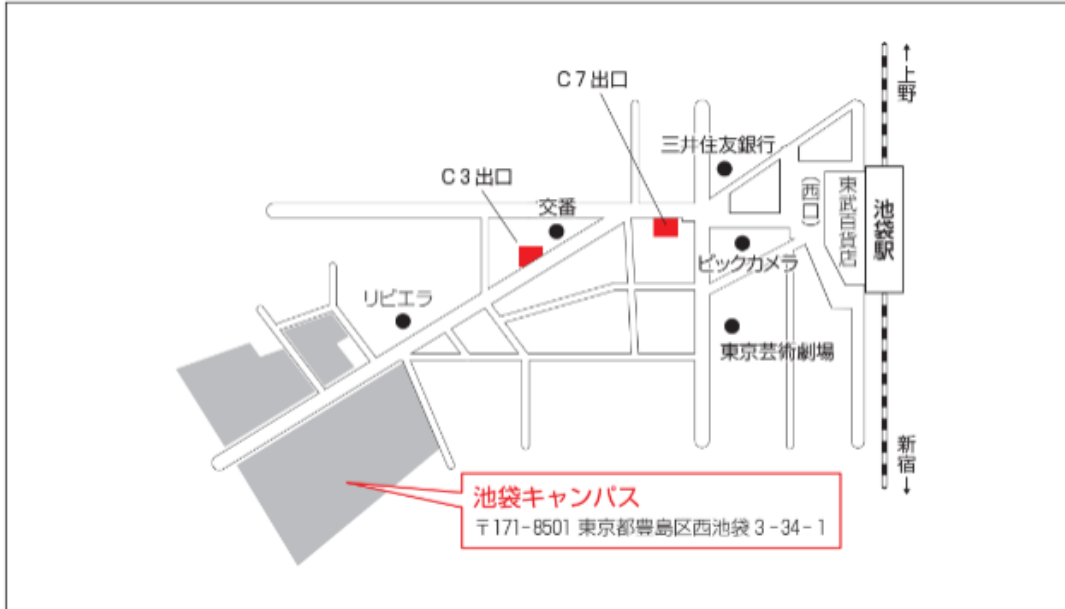 ↑上野
C7出口
三井住友銀行
C3出口
交番
(西口)
東武百貨店
池袋駅
ビックカメラ
リビエラ
東京芸術劇場
新宿↓
池袋キャンパス
〒171-8501 東京都豊島区西池袋3-34-1